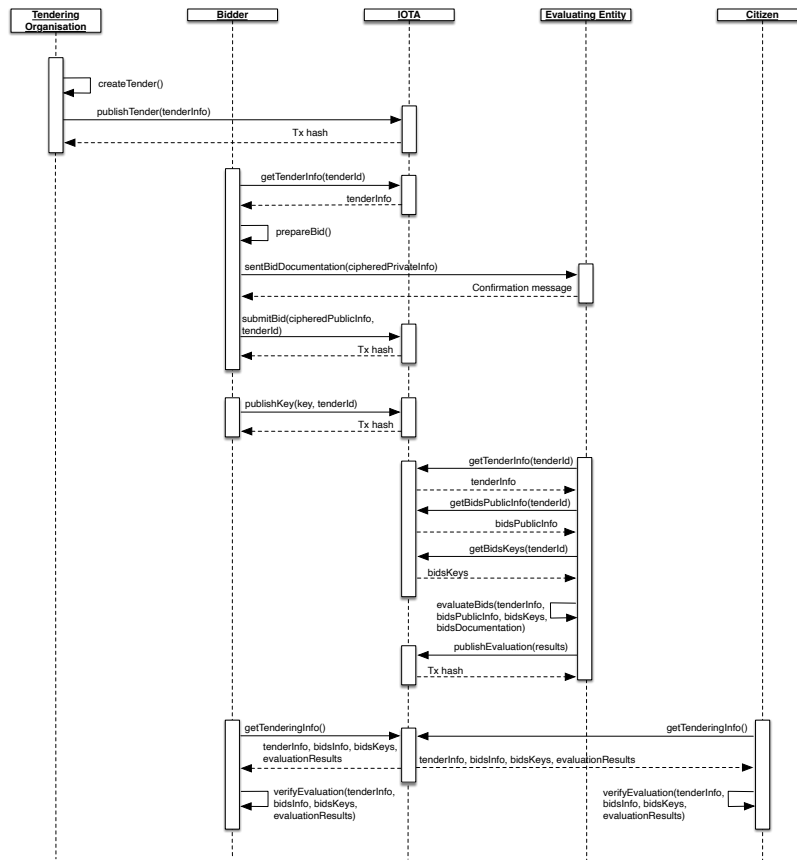 Tendering
Organisation
Bidder
IOTA
Evaluating Entity
Citizen
createTender()
publishTender(tenderInfo)
Tx hash
getTenderInfo(tenderId)
tenderInfo
prepareBid()
sentBidDocumentation(cipheredPrivateInfo)
Confirmation message
submitBid(cipheredPublicInfo,
tenderId)
Tx hash
publishKey(key, tenderId)
Tx hash
getTenderInfo(tenderId)
tenderInfo
getBidsPublicInfo(tenderId)
bidsPublicInfo
getBidsKeys(tenderId)
bidsKeys
evaluateBids(tenderInfo,
bidsPublicInfo, bidsKeys,
bidsDocumentation)
publishEvaluation(results)
Tx hash
getTenderingInfo()
getTenderingInfo()
tenderInfo, bidsInfo, bidsKeys,
evaluationResults
tenderInfo, bidsInfo, bidsKeys, evaluationResults
verifyEvaluation(tenderInfo,
bidsInfo, bidsKeys,
evaluationResults)
verifyEvaluation(tenderInfo,
bidsInfo, bidsKeys,
evaluationResults)